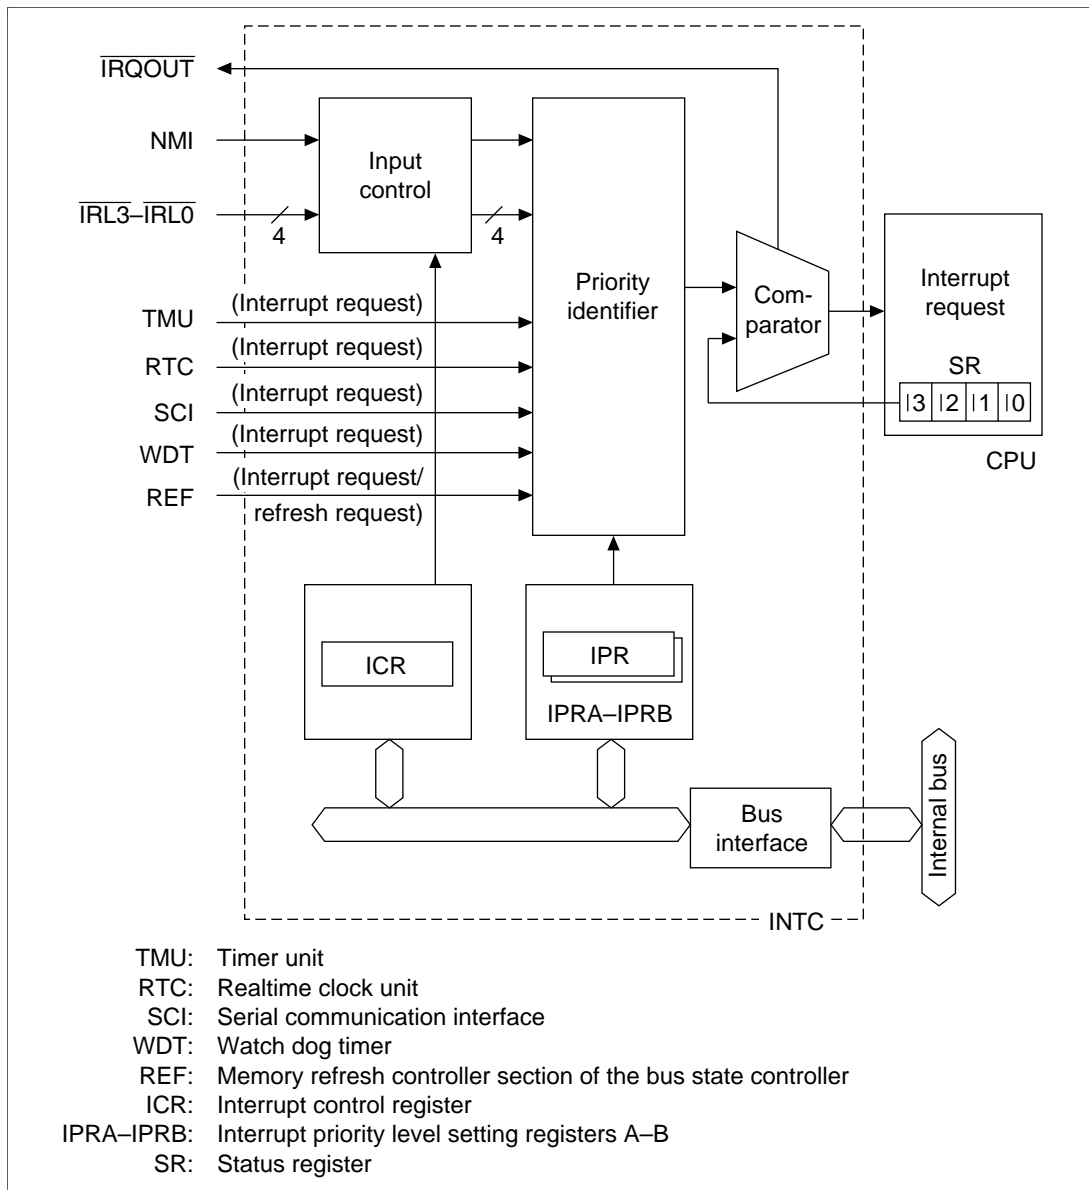 IRQOUT
NMI
IRL3–IRL0
4
4
Input
control
Priority
identifier
Com-
parator
Interrupt
request
SR
I3 I2 I1 I0
CPU
TMU
(Interrupt request)
RTC
(Interrupt request)
SCI
(Interrupt request)
WDT
(Interrupt request)
REF
(Interrupt request/
refresh request)
ICR
IPR
IPRA–IPRB
Bus
interface
Internal bus
INTC
TMU: Timer unit
RTC: Realtime clock unit
SCI: Serial communication interface
WDT: Watch dog timer
REF: Memory refresh controller section of the bus state controller
ICR: Interrupt control register
IPRA–IPRB: Interrupt priority level setting registers A–B
SR: Status register